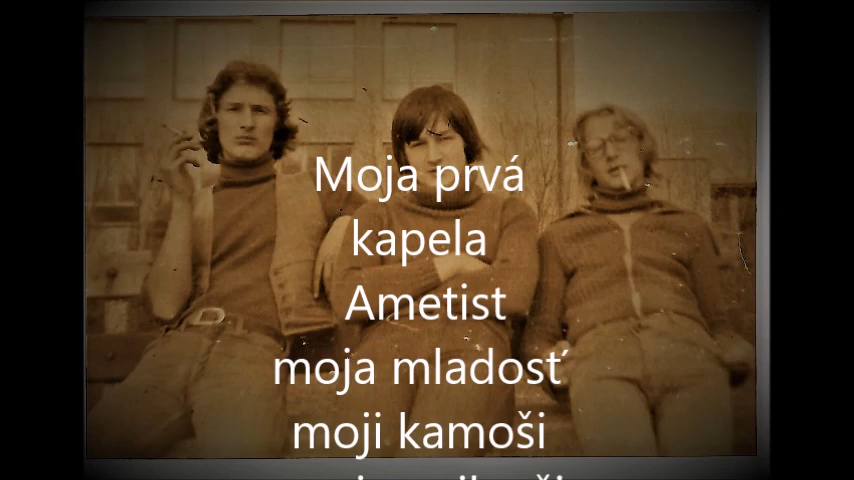 Moja prvá
kapela
Ametist
moja mladosť
moji kamoši